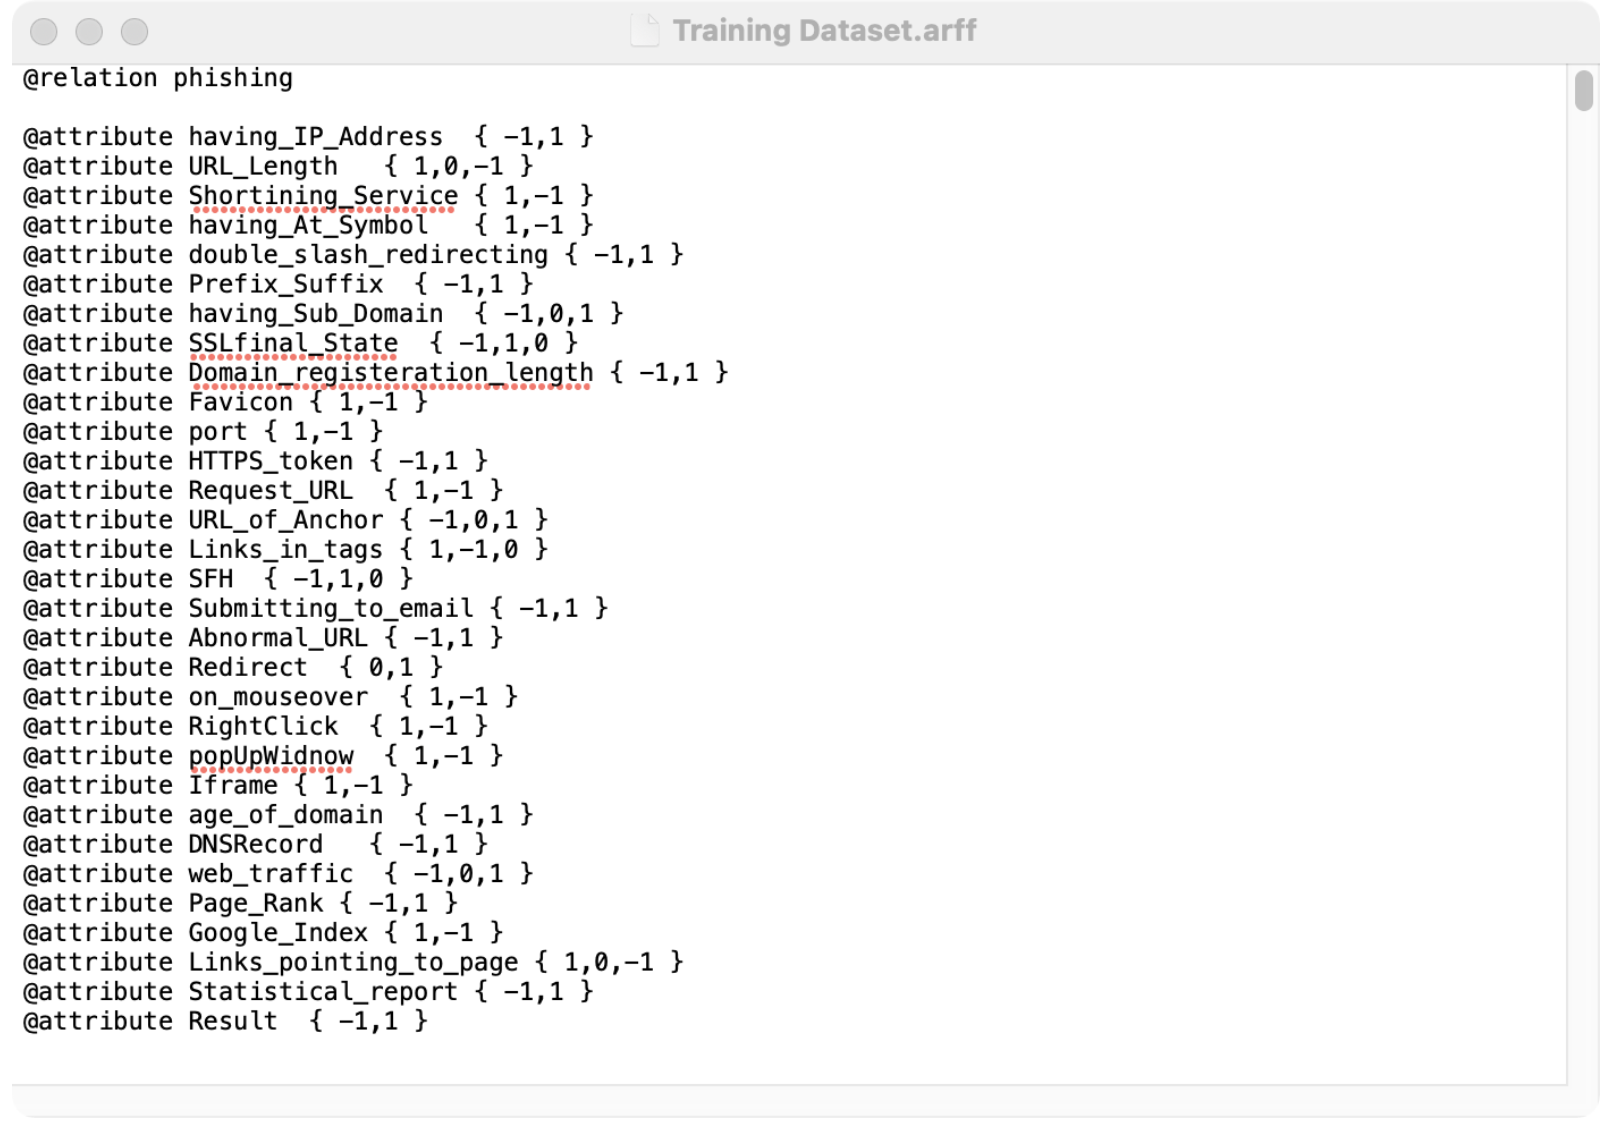 Training Dataset.arff
@relation phishing
@attribute having_IP_Address  { -1,1 }
@attribute URL_Length   { 1,0,-1 }
@attribute Shortining_Service { 1,-1 }
@attribute having_At_Symbol   { 1,-1 }
@attribute double_slash_redirecting { -1,1 }
@attribute Prefix_Suffix  { -1,1 }
@attribute having_Sub_Domain  { -1,0,1 }
@attribute SSLfinal_State  { -1,1,0 }
@attribute Domain_registeration_length { -1,1 }
@attribute Favicon { 1,-1 }
@attribute port { 1,-1 }
@attribute HTTPS_token { -1,1 }
@attribute Request_URL  { 1,-1 }
@attribute URL_of_Anchor { -1,0,1 }
@attribute Links_in_tags { 1,-1,0 }
@attribute SFH  { -1,1,0 }
@attribute Submitting_to_email { -1,1 }
@attribute Abnormal_URL { -1,1 }
@attribute Redirect  { 0,1 }
@attribute on_mouseover  { 1,-1 }
@attribute RightClick  { 1,-1 }
@attribute popUpWidnow  { 1,-1 }
@attribute Iframe { 1,-1 }
@attribute age_of_domain  { -1,1 }
@attribute DNSRecord   { -1,1 }
@attribute web_traffic  { -1,0,1 }
@attribute Page_Rank { -1,1 }
@attribute Google_Index { 1,-1 }
@attribute Links_pointing_to_page { 1,0,-1 }
@attribute Statistical_report { -1,1 }
@attribute Result  { -1,1 }